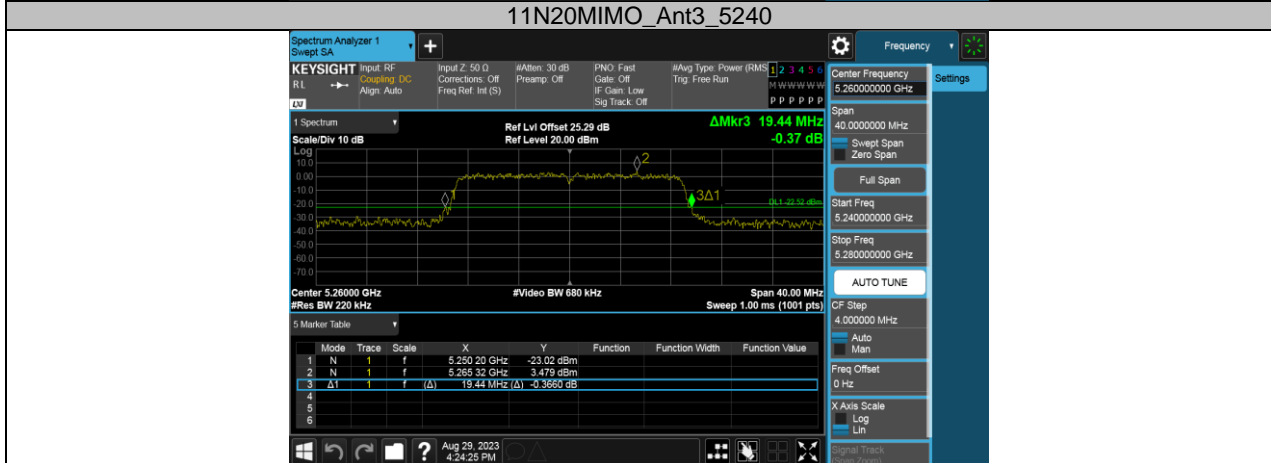 11N20MIMO_Ant3_5240
Spectrum Analyzer 1
Swept SA
+
Frequency
KEYSIGHT Input: RF Input Z: 50 Ω #Atten: 30 dB PNO: Fast #Avg Type: Power (RMS 1 2 3 4 5 6
RL Coupling: DC Corrections: Off Preamp: Off Gate: Off Trig: Free Run M W W W W W
Align: Auto Freq Ref: Int (S) IF Gain: Low P P P P P P
Sig Track: Off
LXI
1 Spectrum
Ref Lvl Offset 25.29 dB
ΔMkr3 19.44 MHz
Scale/Div 10 dB
Ref Level 20.00 dBm
-0.37 dB
Log
10.0
0.00
-10.0
-20.0
-30.0
-40.0
-50.0
-60.0
-70.0
1
2
3Δ1
DL1 -22.52 dBm
Center 5.26000 GHz #Video BW 680 kHz Span 40.00 MHz
#Res BW 220 kHz Sweep 1.00 ms (1001 pts)
5 Marker Table
Mode Trace Scale X Y Function Function Width Function Value
1 N 1 f 5.250 20 GHz -23.02 dBm
2 N 1 f 5.265 32 GHz 3.479 dBm
3 Δ1 1 f (Δ) 19.44 MHz (Δ) -0.3660 dB
4
5
6
?
Aug 29, 2023
4:24:25 PM
Center Frequency
5.260000000 GHz
Settings
Span
40.0000000 MHz
Swept Span
Zero Span
Full Span
Start Freq
5.240000000 GHz
Stop Freq
5.280000000 GHz
AUTO TUNE
CF Step
4.000000 MHz
Auto
Man
Freq Offset
0 Hz
X Axis Scale
Log
Lin
Signal Track
(Span Zoom)